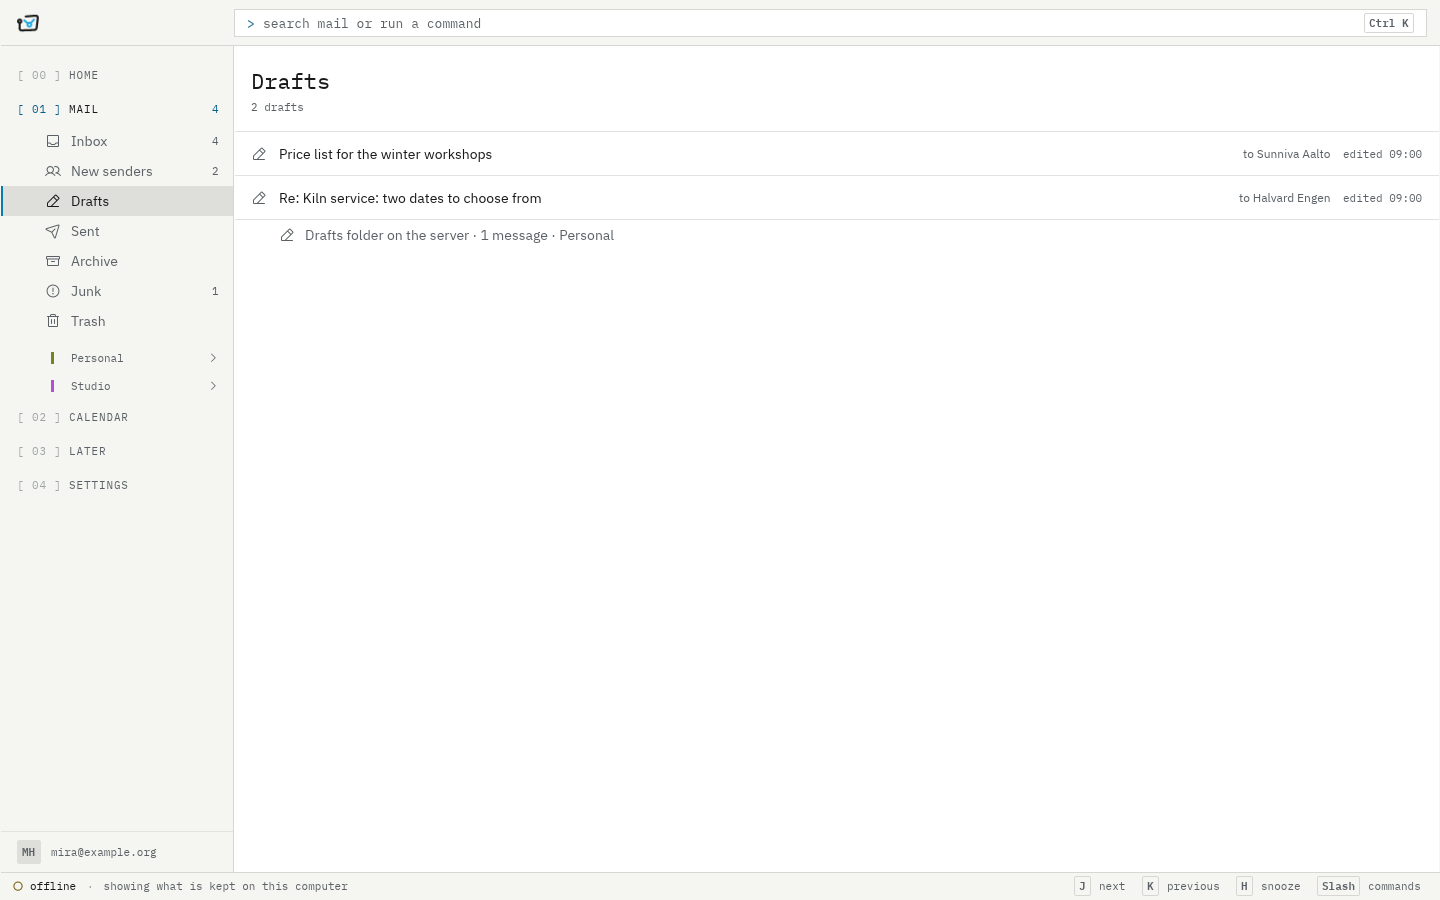 > search mail or run a command Ctrl K
[ 00 ] HOME
[ 01 ] MAIL 4
Inbox 4
New senders 2
Drafts
Sent
Archive
Junk 1
Trash
Personal
Studio
[ 02 ] CALENDAR
[ 03 ] LATER
[ 04 ] SETTINGS
MH mira@example.org
Drafts
2 drafts
Price list for the winter workshops to Sunniva Aalto edited 09:00
Re: Kiln service: two dates to choose from to Halvard Engen edited 09:00
Drafts folder on the server · 1 message · Personal
offline · showing what is kept on this computer J next K previous H snooze Slash commands